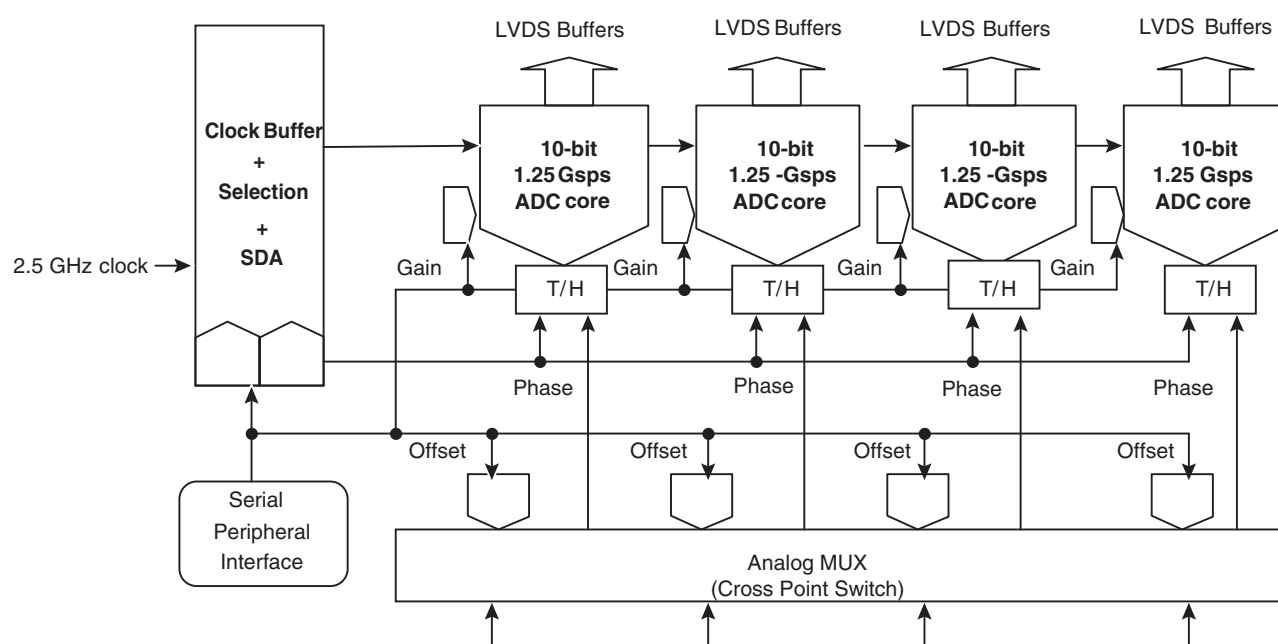 LVDS Buffers
LVDS Buffers
LVDS Buffers
LVDS Buffers
Clock Buffer
+
Selection
+
SDA
10-bit
1.25 Gsps
ADC core
10-bit
1.25 -Gsps
ADC core
10-bit
1.25 -Gsps
ADC core
10-bit
1.25 Gsps
ADC core
2.5 GHz clock
Gain
Gain
Gain
Gain
T/H
T/H
T/H
T/H
Phase
Phase
Phase
Phase
Offset
Offset
Offset
Offset
Serial
Peripheral
Interface
Analog MUX
(Cross Point Switch)